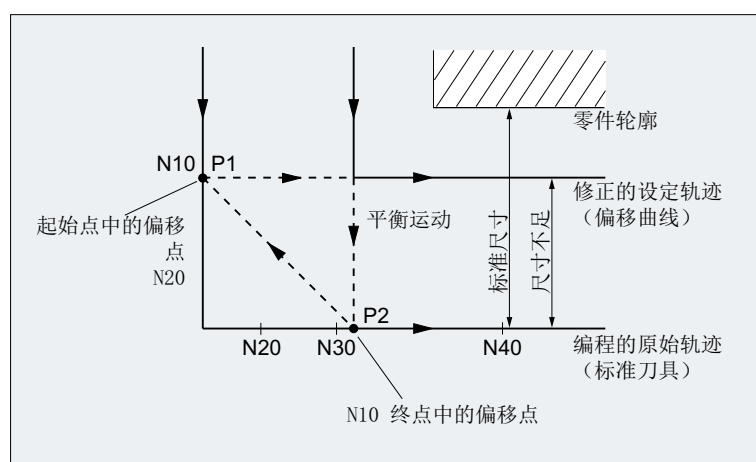 零件轮廓
N10 P1
修正的设定轨迹
(偏移曲线)
起始点中的偏移
点
N20
平衡运动
标准尺寸
尺寸不足
P2
N20
N30
N40
编程的原始轨迹
(标准刀具)
N10 终点中的偏移点